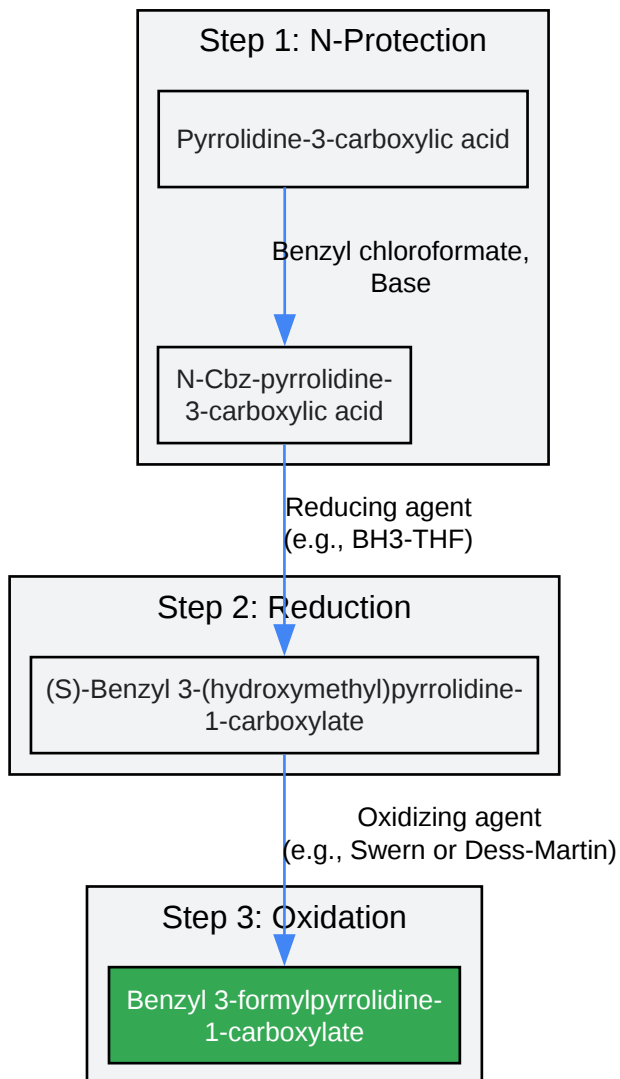 Step 1: N-Protection
Pyrrolidine-3-carboxylic acid
Benzyl chloroformate,
Base
N-Cbz-pyrrolidine-
3-carboxylic acid
Reducing agent
(e.g., BH3-THF)
Step 2: Reduction
(S)-Benzyl 3-(hydroxymethyl)pyrrolidine-
1-carboxylate
Oxidizing agent
(e.g., Swern or Dess-Martin)
Step 3: Oxidation
Benzyl 3-formylpyrrolidine-
1-carboxylate